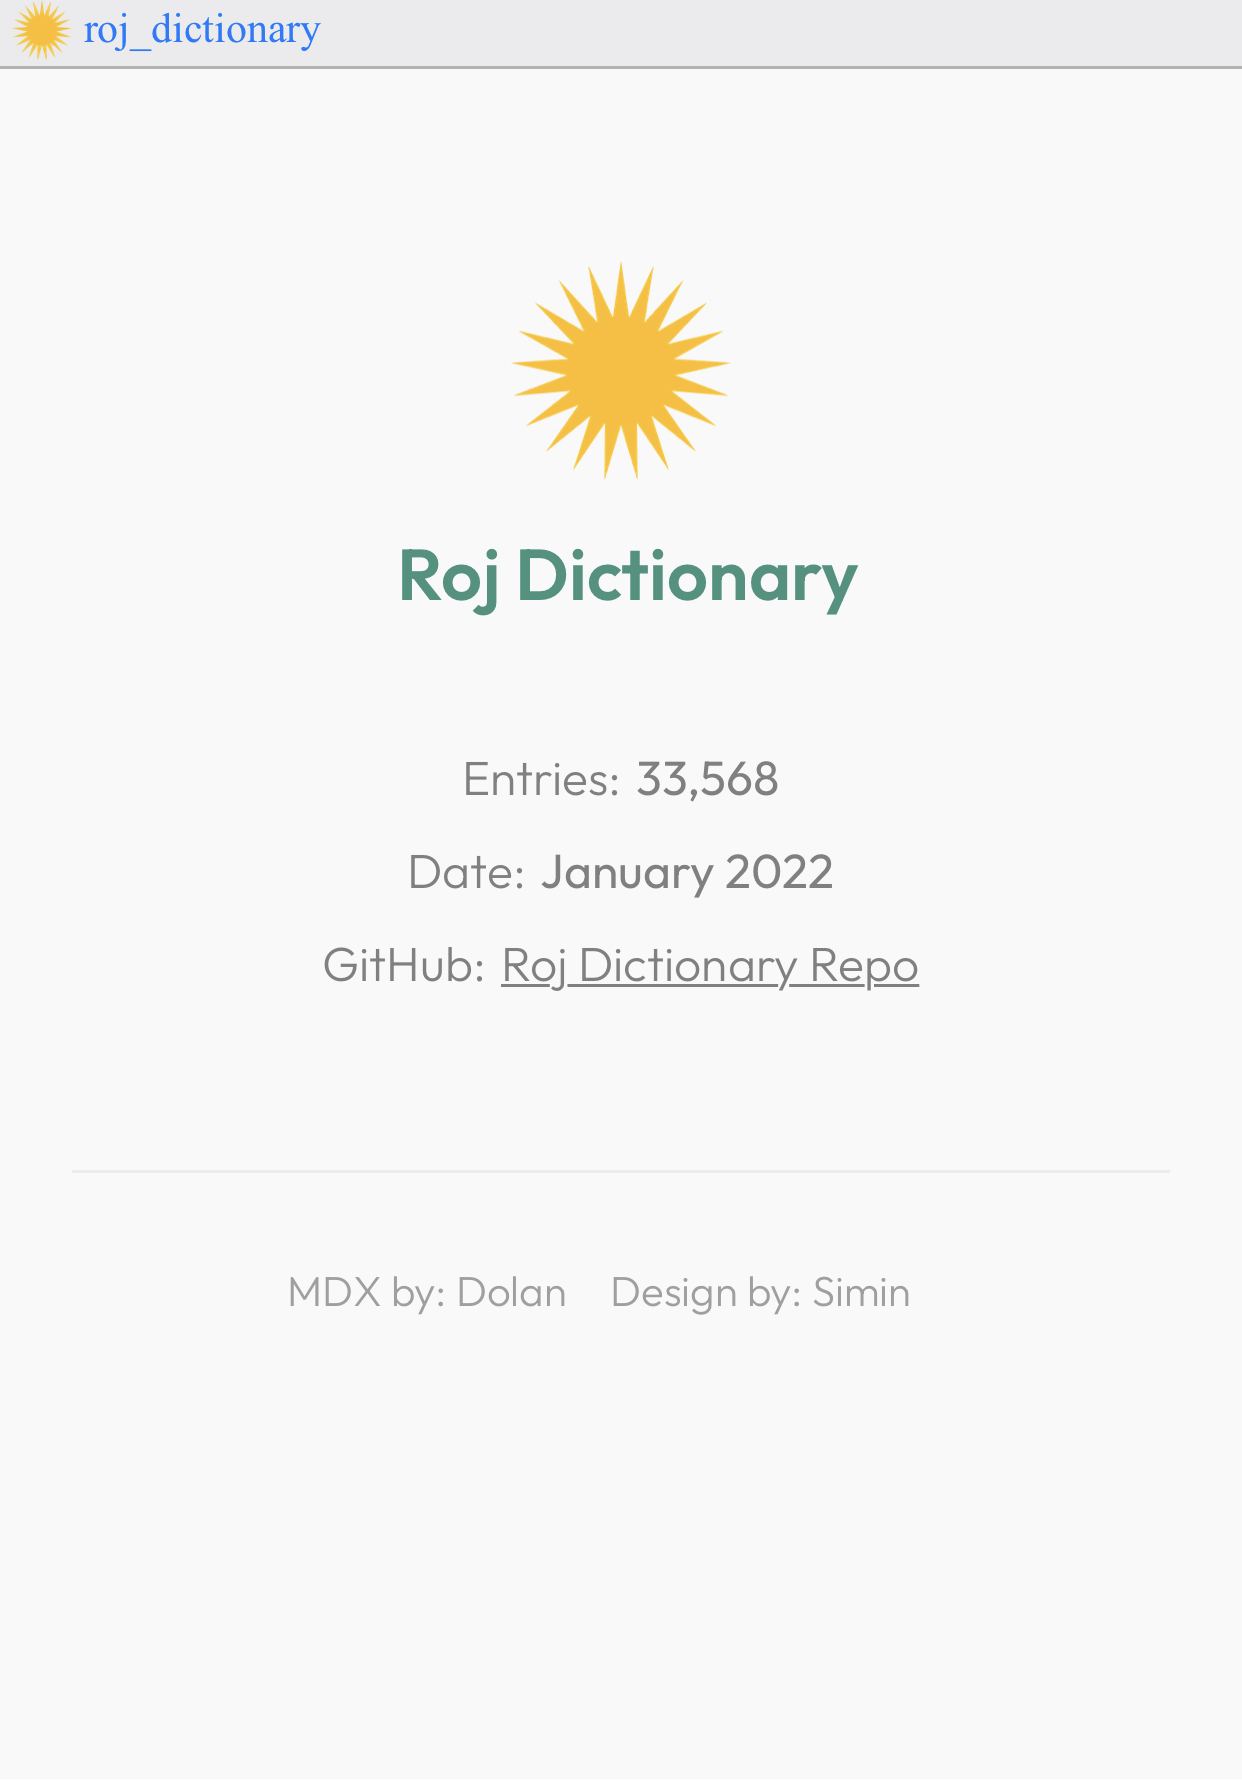 roj_dictionary
Roj Dictionary
Entries: 33,568
Date: January 2022
GitHub: Roj Dictionary Repo
MDX by: Dolan Design by: Simin